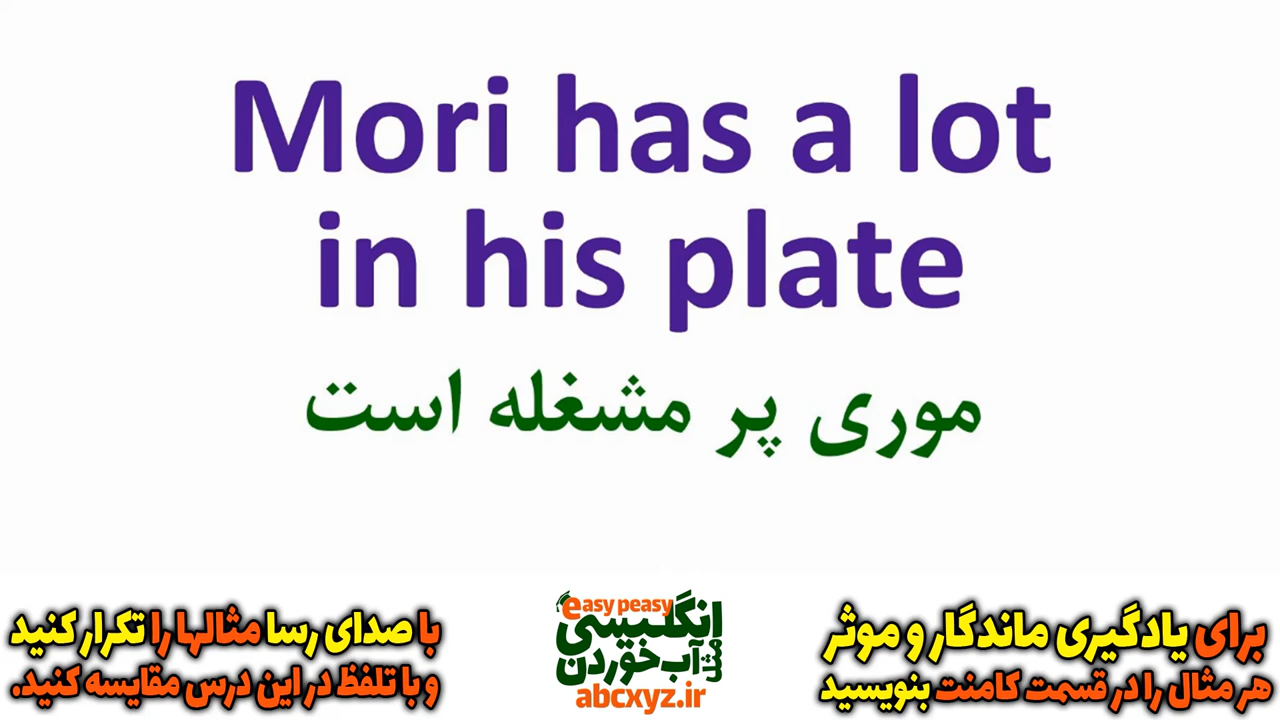 Mori has a lot
in his plate
موری پر مشغله است
با صدای رسا مثالها را تکرار کنید
و با تلفظ در این درس مقایسه کنید.
easy peasy
انگلیسی
مثل آب خوردن
abcxyz.ir
برای یادگیری ماندگار و موثر
هر مثال را در قسمت کامنت بنویسید